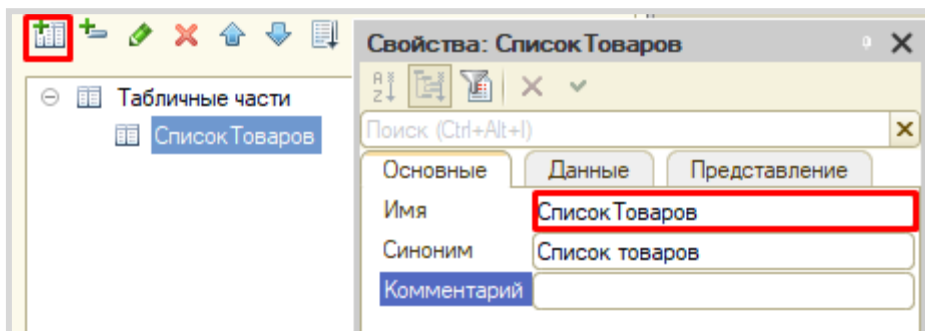 Табличные части
СписокТоваров
Свойства: СписокТоваров
Поиск (Ctrl+Alt+I)
Основные Данные Представление
Имя СписокТоваров
Синоним Список товаров
Комментарий